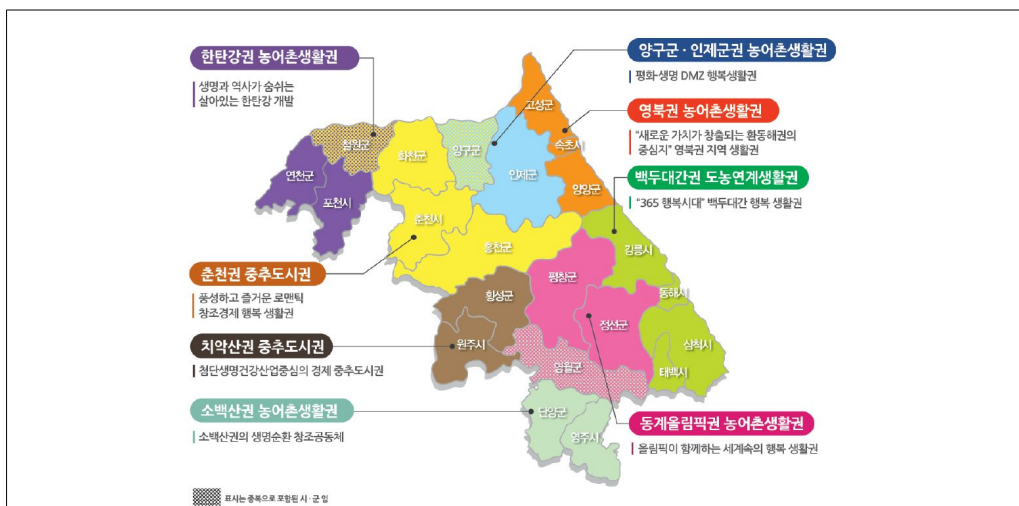 한탄강권 농어촌생활권
생명과 역사가 숨쉬는
살아있는 한탄강 개발
양구군 · 인제군권 농어촌생활권
평화·생명 DMZ 행복생활권
영북권 농어촌생활권
"새로운 가치가 창출되는 환동해권의
중심지" 영북권 지역 생활권
백두대간권 도농연계생활권
"365 행복시대" 백두대간 행복 생활권
고성군
속초시
철원군
화천군
양구군
인제군
양양군
연천군
포천시
춘천시
홍천군
강릉시
평창군
동해시
횡성군
정선군
원주시
삼척시
영월군
태백시
단양군
영주시
춘천권 중추도시권
풍성하고 즐거운 로맨틱
창조경제 행복 생활권
치악산권 중추도시권
첨단생명건강산업중심의 경제 중추도시권
소백산권 농어촌생활권
소백산권의 생명순환 창조공동체
동계올림픽권 농어촌생활권
올림픽이 함께하는 세계속의 행복 생활권
표시는 중복으로 포함된 시 · 군 임